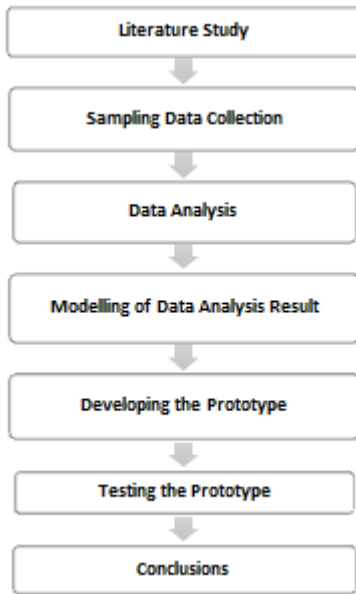 Literature Study
Sampling Data Collection
Data Analysis
Modelling of Data Analysis Result
Developing the Prototype
Testing the Prototype
Conclusions